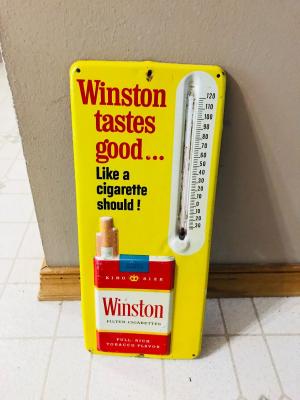 Winston
tastes
good...
Like a
cigarette
should!
120
110
100
90
80
70
60
50
40
30
20
10
0
10
20
30
KING SIZE
Winston
FILTER CIGARETTES
FULL·RICH
TOBACCO FLAVOR